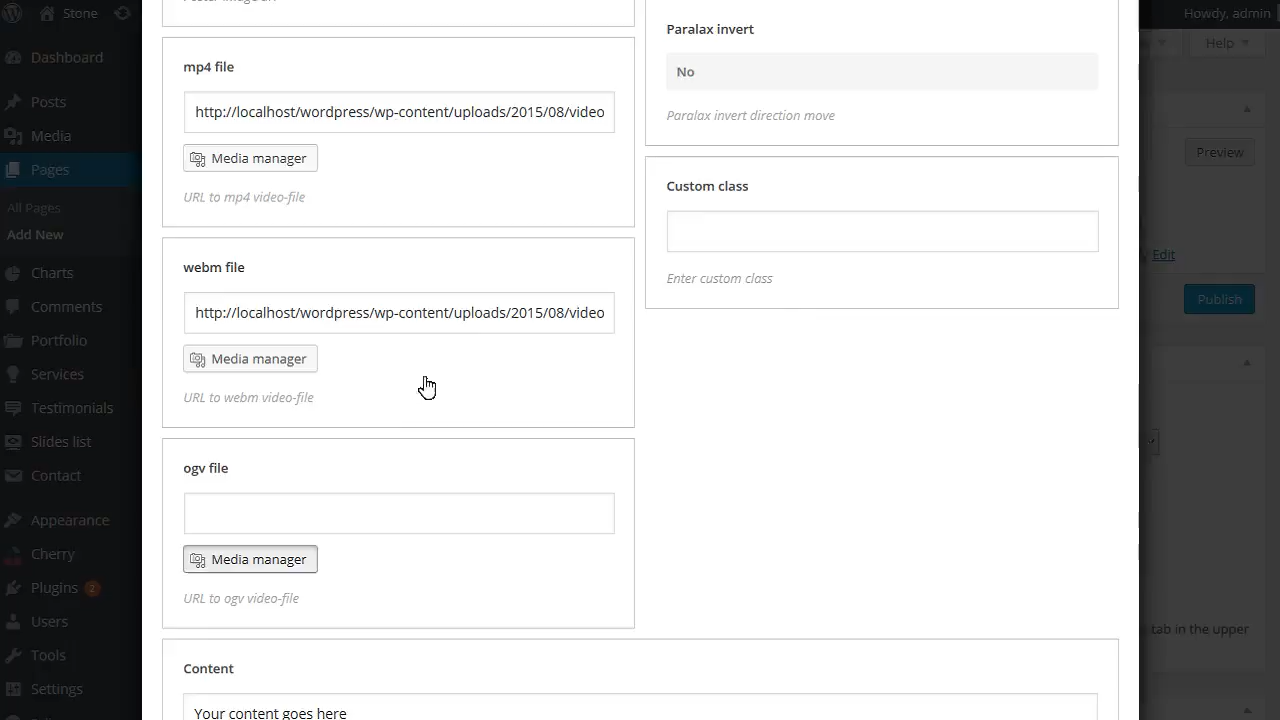 Stone
Howdy, admin
Dashboard
Posts
Media
Pages
All Pages
Add New
Charts
Comments
Portfolio
Services
Testimonials
Slides list
Contact
Appearance
Cherry
Plugins 2
Users
Tools
Settings
mp4 file
http://localhost/wordpress/wp-content/uploads/2015/08/video
Media manager
URL to mp4 video-file
webm file
http://localhost/wordpress/wp-content/uploads/2015/08/video
Media manager
URL to webm video-file
ogv file
Media manager
URL to ogv video-file
Content
Your content goes here
Paralax invert
No
Paralax invert direction move
Custom class
Enter custom class
Help
Preview
Edit
Publish
tab in the upper